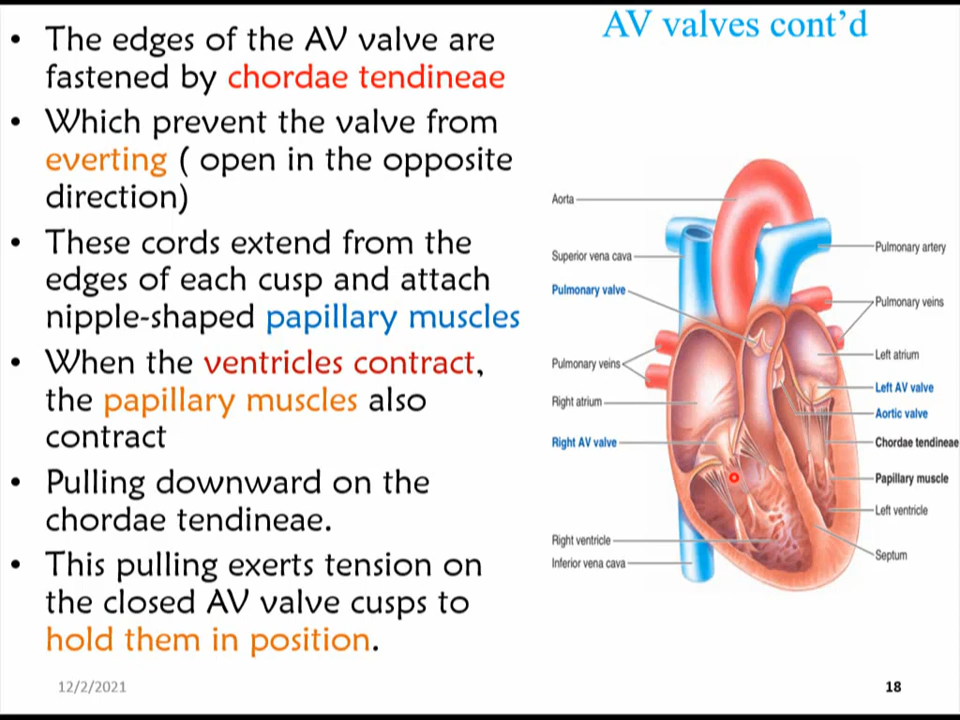 AV valves cont’d
• The edges of the AV valve are
fastened by chordae tendineae
• Which prevent the valve from
everting ( open in the opposite
direction)
• These cords extend from the
edges of each cusp and attach
nipple-shaped papillary muscles
• When the ventricles contract,
the papillary muscles also
contract
• Pulling downward on the
chordae tendineae.
• This pulling exerts tension on
the closed AV valve cusps to
hold them in position.
Aorta
Superior vena cava
Pulmonary valve
Pulmonary veins
Right atrium
Right AV valve
Right ventricle
Inferior vena cava
Pulmonary artery
Pulmonary veins
Left atrium
Left AV valve
Aortic valve
Chordae tendineae
Papillary muscle
Left ventricle
Septum
12/2/2021
18